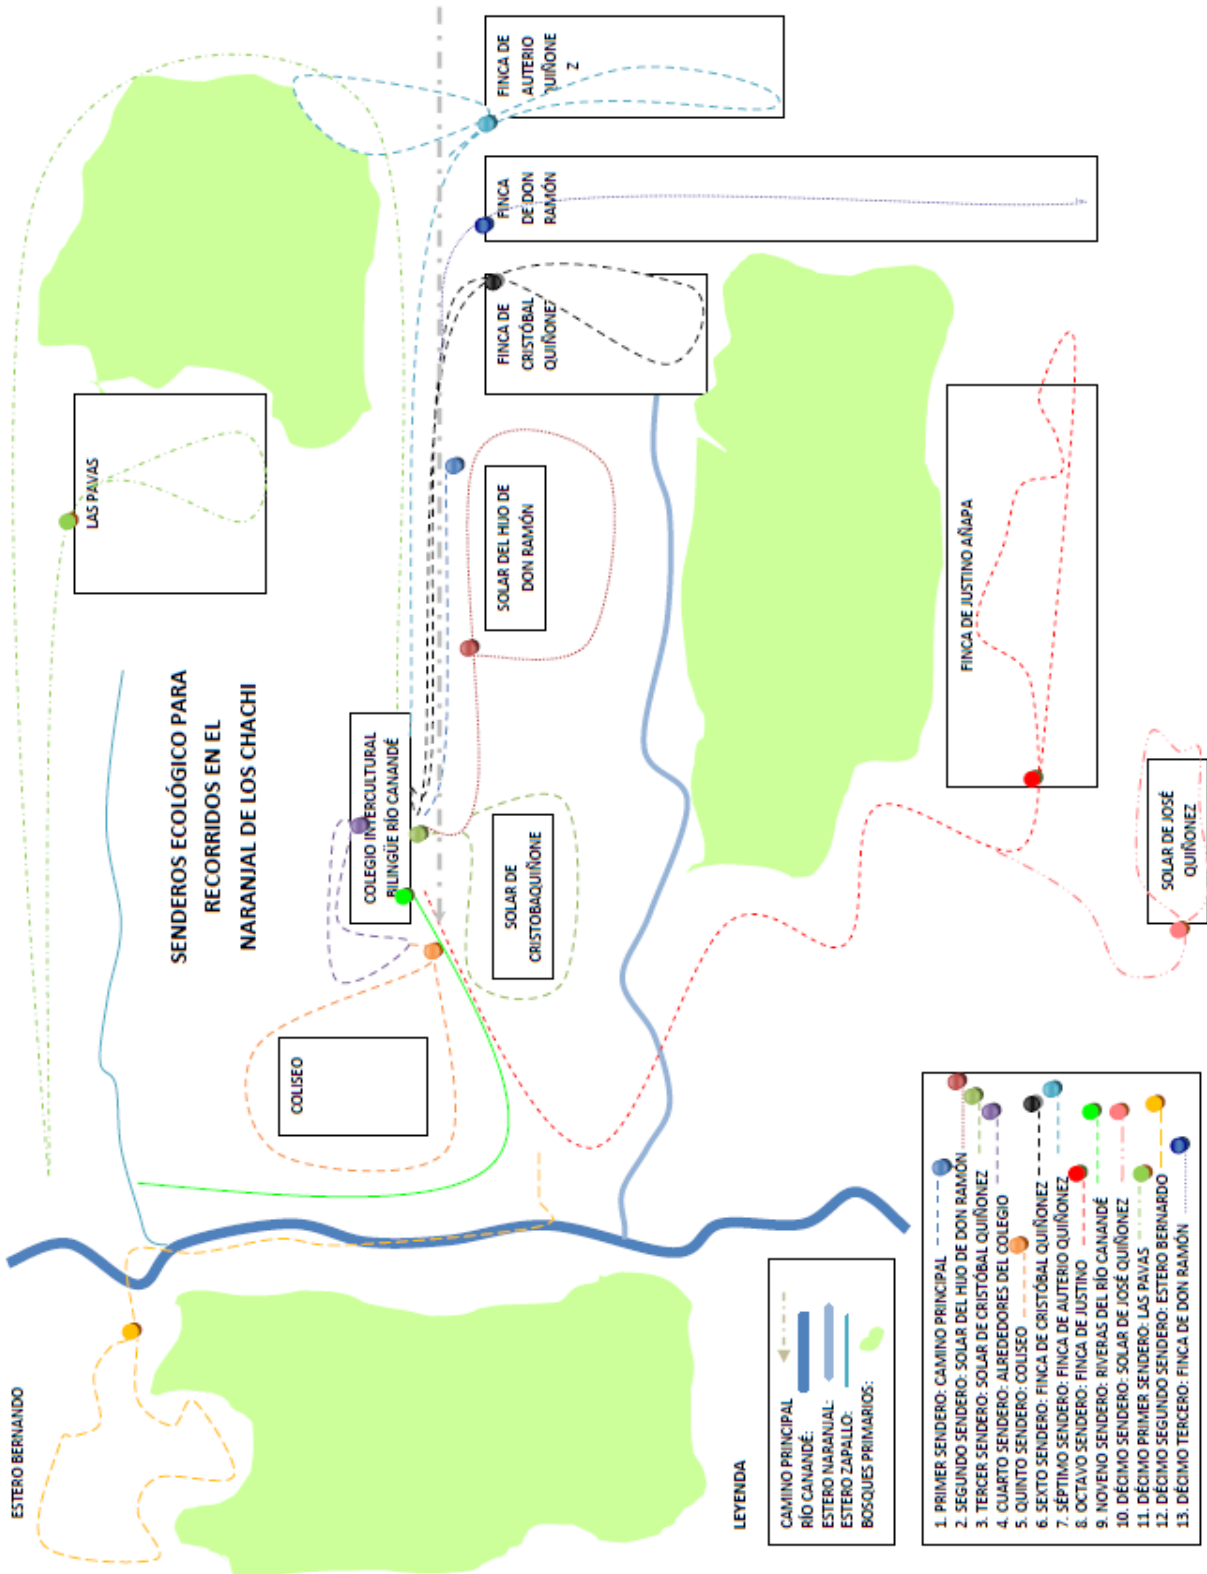 SENDEROS ECOLÓGICO PARA
RECORRIDOS EN EL
NARANJAL DE LOS CHACHI
ESTERO BERNANDO
LAS PAVAS
COLISEO
COLEGIO INTERCULTURAL
BILINGÜE RÍO CANANDÉ
SOLAR DE
CRISTOBAQUIÑONE
SOLAR DEL HIJO DE
DON RAMÓN
FINCA DE
CRISTÓBAL
QUIÑONEZ
FINCA
DE DON
RAMÓN
FINCA DE
AUTERIO
QUIÑONE
Z
FINCA DE JUSTINO AÑAPA
SOLAR DE JOSÉ
QUIÑONEZ
LEYENDA
CAMINO PRINCIPAL
RÍO CANANDÉ:
ESTERO NARANJAL:
ESTERO ZAPALLO:
BOSQUES PRIMARIOS:
1. PRIMER SENDERO: CAMINO PRINCIPAL
2. SEGUNDO SENDERO: SOLAR DEL HIJO DE DON RAMÓN
3. TERCER SENDERO: SOLAR DE CRISTÓBAL QUIÑONEZ
4. CUARTO SENDERO: ALREDEDORES DEL COLEGIO
5. QUINTO SENDERO: COLISEO
6. SEXTO SENDERO: FINCA DE CRISTÓBAL QUIÑONEZ
7. SÉPTIMO SENDERO: FINCA DE AUTERIO QUIÑONEZ
8. OCTAVO SENDERO: FINCA DE JUSTINO
9. NOVENO SENDERO: RIVERAS DEL RÍO CANANDÉ
10. DÉCIMO SENDERO: SOLAR DE JOSÉ QUIÑONEZ
11. DÉCIMO PRIMER SENDERO: LAS PAVAS
12. DÉCIMO SEGUNDO SENDERO: ESTERO BERNARDO
13. DÉCIMO TERCERO: FINCA DE DON RAMÓN